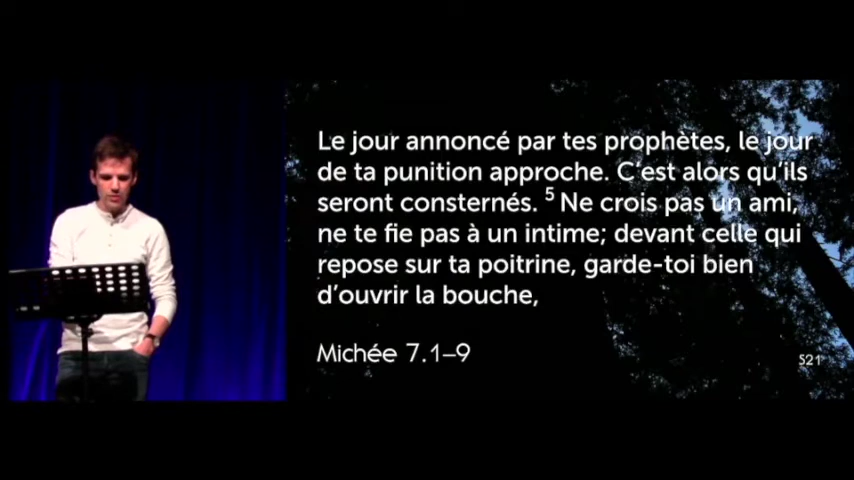 Le jour annoncé par tes prophètes, le jour
de ta punition approche. C'est alors qu'ils
seront consternés. 5 Ne crois pas un ami,
ne te fie pas à un intime; devant celle qui
repose sur ta poitrine, garde-toi bien
d'ouvrir la bouche,
Michée 7.1–9
S21